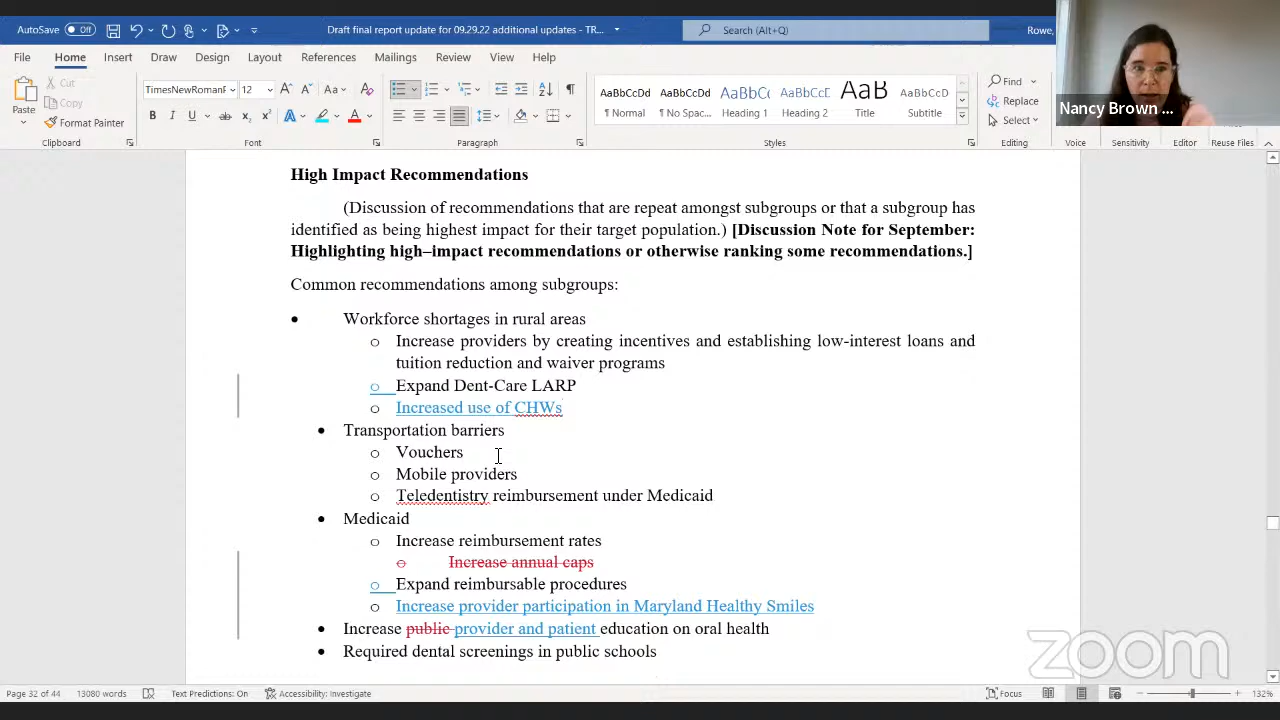 AutoSave Off Draft final report update for 09.29.22 additional updates - TR... Search (Alt+Q) Rowe,
File Home Insert Draw Design Layout References Mailings Review View Help
Paste Cut Copy Format Painter
TimesNewRomanF 12
AaBbCcDd AaBbCcDd AaBbC AaBbCcE AaB AaBbCcD
¶ Normal ¶ No Spac... Heading 1 Heading 2 Title Subtitle
Find Replace Select
Nancy Brown ...
Clipboard Font Paragraph Styles Editing Voice Sensitivity Editor Reuse Files
High Impact Recommendations
(Discussion of recommendations that are repeat amongst subgroups or that a subgroup has
identified as being highest impact for their target population.) [Discussion Note for September:
Highlighting high–impact recommendations or otherwise ranking some recommendations.]
Common recommendations among subgroups:
• Workforce shortages in rural areas
o Increase providers by creating incentives and establishing low-interest loans and
tuition reduction and waiver programs
o Expand Dent-Care LARP
o Increased use of CHWs
• Transportation barriers
o Vouchers
o Mobile providers
o Teledentistry reimbursement under Medicaid
• Medicaid
o Increase reimbursement rates
o Increase annual caps
o Expand reimbursable procedures
o Increase provider participation in Maryland Healthy Smiles
• Increase public provider and patient education on oral health
• Required dental screenings in public schools
zoom
Page 32 of 44 13080 words Text Predictions: On Accessibility: Investigate Focus 132%